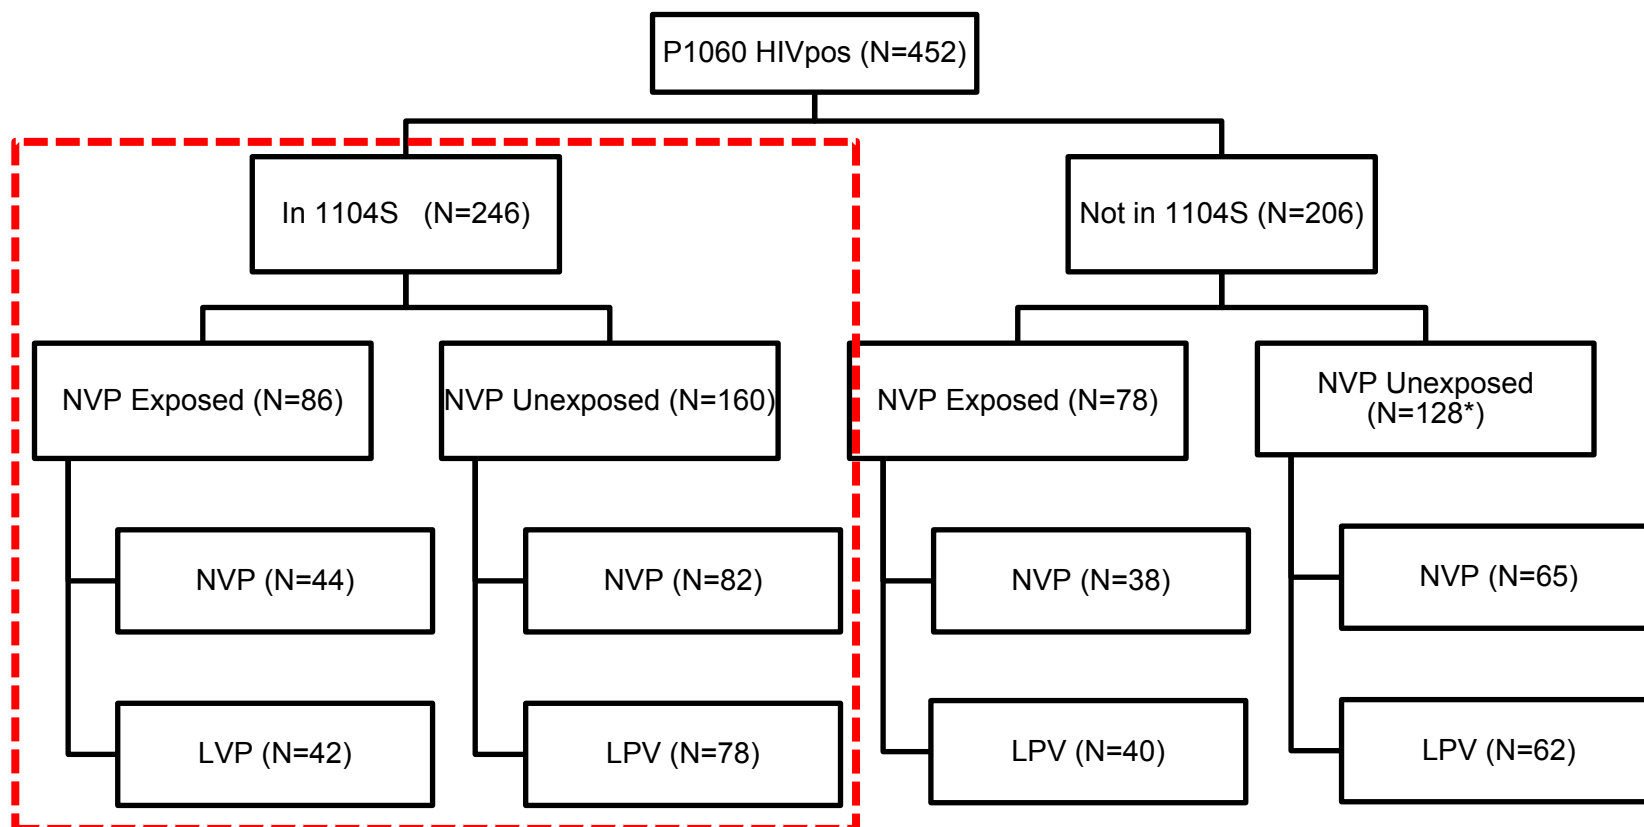 P1060 HIVpos (N=452)
In 1104S (N=246)
Not in 1104S (N=206)
NVP Exposed (N=86)
NVP Unexposed (N=160)
NVP Exposed (N=78)
NVP Unexposed
(N=128*)
NVP (N=44)
NVP (N=82)
NVP (N=38)
NVP (N=65)
LVP (N=42)
LPV (N=78)
LPV (N=40)
LPV (N=62)